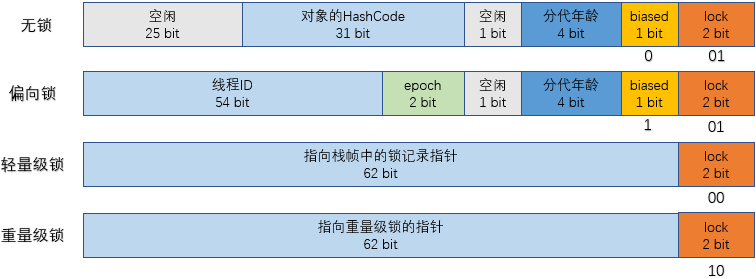 无锁
空闲
25 bit
对象的HashCode
31 bit
空闲
1 bit
分代年龄
4 bit
biased
1 bit
lock
2 bit
0
01
偏向锁
线程ID
54 bit
epoch
2 bit
空闲
1 bit
分代年龄
4 bit
biased
1 bit
lock
2 bit
1
01
轻量级锁
指向栈帧中的锁记录指针
62 bit
lock
2 bit
00
重量级锁
指向重量级锁的指针
62 bit
lock
2 bit
10